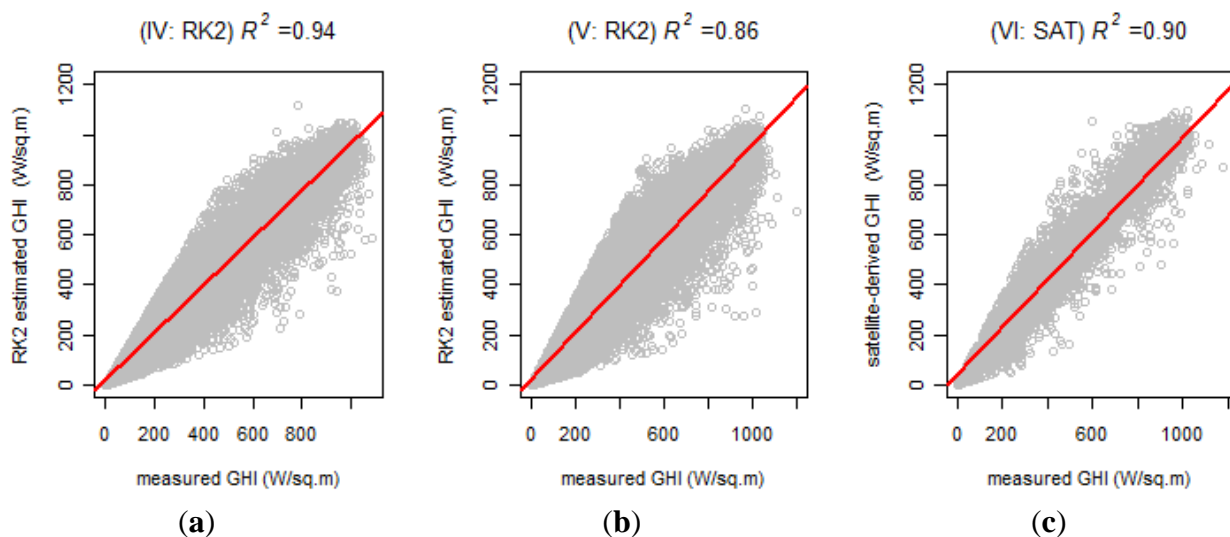 (IV: RK2) R² =0.94
(V: RK2) R² =0.86
(VI: SAT) R² =0.90
RK2 estimated GHI (W/sq.m)
1200
800
600
400
200
0
0 200 400 600 800
measured GHI (W/sq.m)
RK2 estimated GHI (W/sq.m)
1200
800
600
400
200
0
0 200 600 1000
measured GHI (W/sq.m)
satellite-derived GHI (W/sq.m)
1200
800
600
400
200
0
0 200 600 1000
measured GHI (W/sq.m)
(a)
(b)
(c)